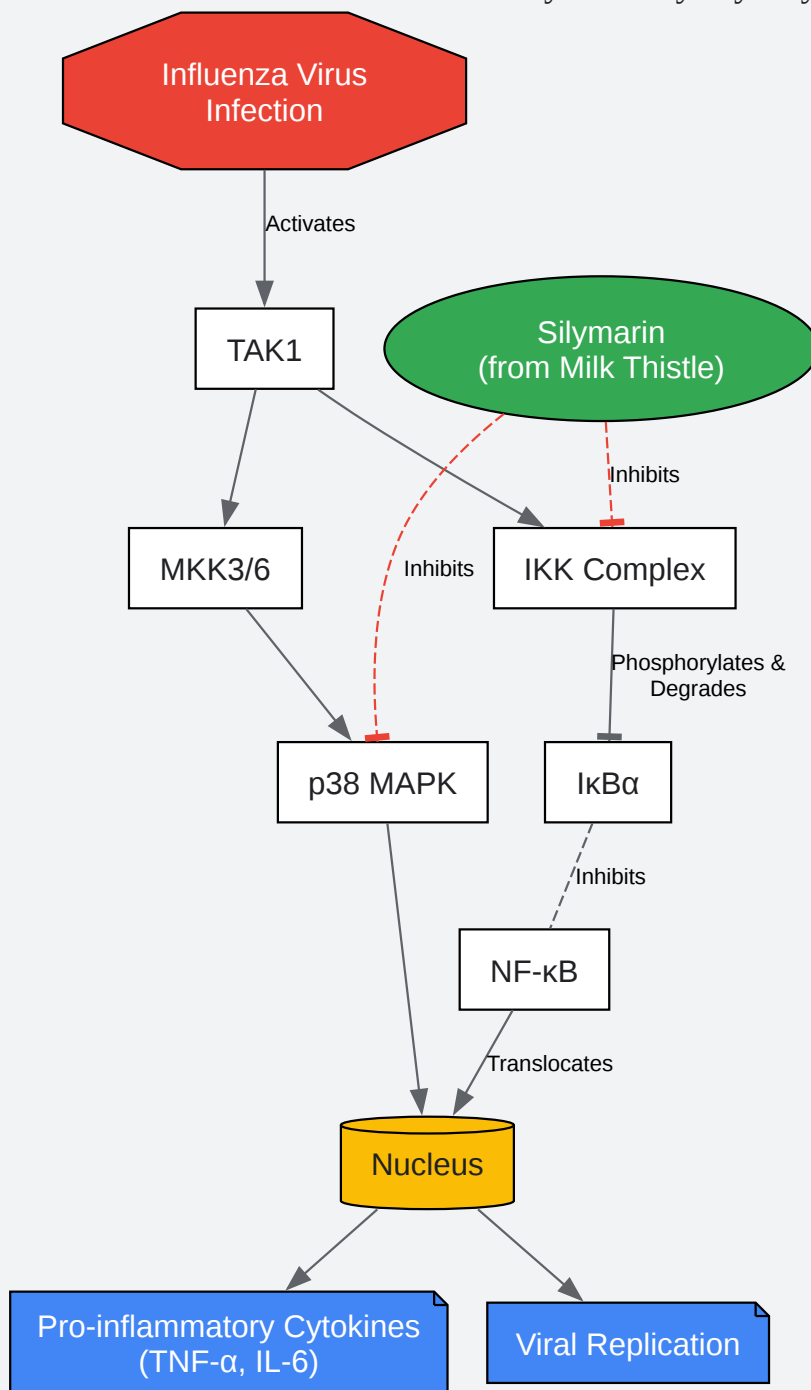 Influenza Virus
Infection
Activates
TAK1
Silymarin
(from Milk Thistle)
Inhibits
MKK3/6
Inhibits
IKK Complex
Phosphorylates &
Degrades
p38 MAPK
IκBα
Inhibits
NF-κB
Translocates
Nucleus
Pro-inflammatory Cytokines
(TNF-α, IL-6)
Viral Replication